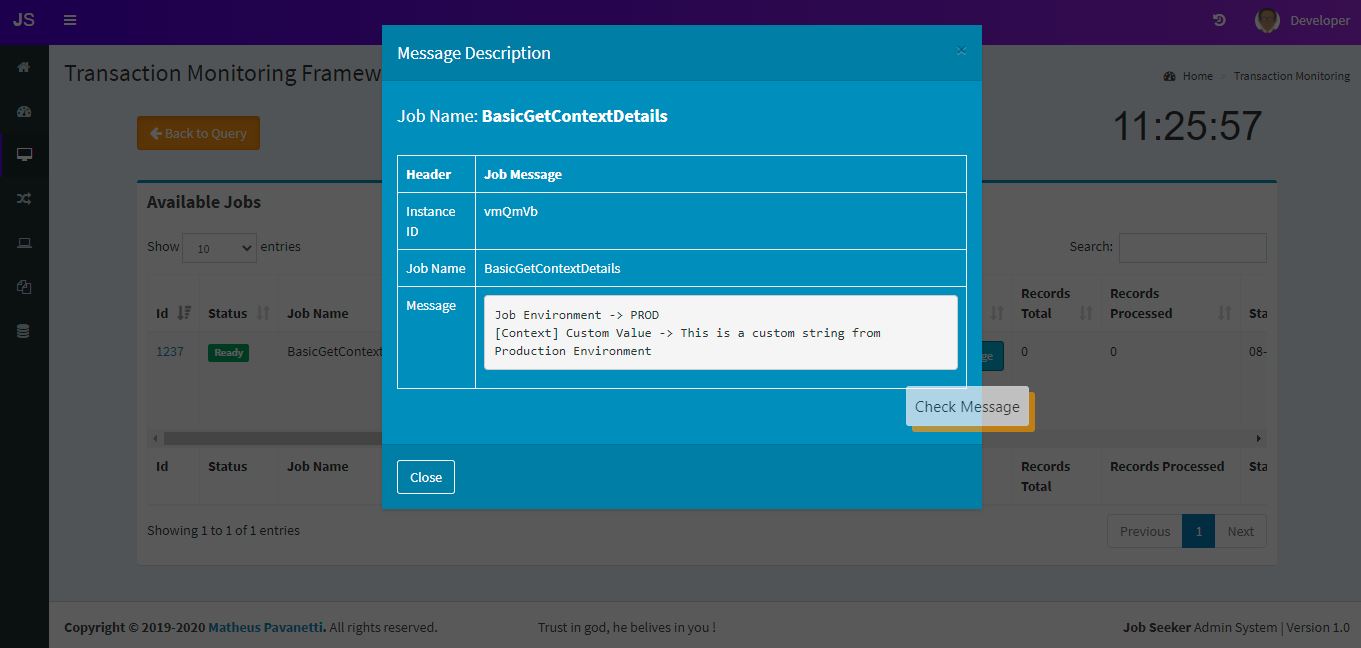 JS
Developer
Message Description
×
Transaction Monitoring Framew
Home > Transaction Monitoring
Job Name: BasicGetContextDetails
Back to Query
11:25:57
Header Job Message
Instance ID vmQmVb
Job Name BasicGetContextDetails
Message
Job Environment -> PROD
[Context] Custom Value -> This is a custom string from
Production Environment
Available Jobs
Show 10 entries
Search:
Id Status Job Name Records Total Records Processed Sta
1237 Ready BasicGetContext ge 0 0 08-
Check Message
Id Status Job Name Records Total Records Processed Sta
Close
Showing 1 to 1 of 1 entries
Previous 1 Next
Copyright © 2019-2020 Matheus Pavanetti. All rights reserved.
Trust in god, he belives in you !
Job Seeker Admin System | Version 1.0